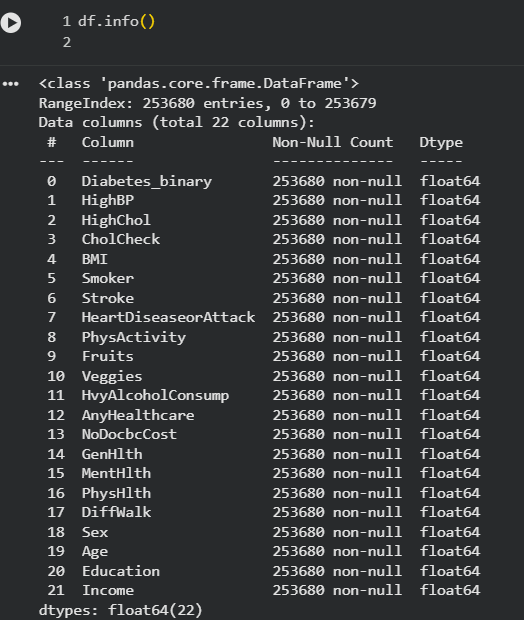 1 df.info()
2
<class 'pandas.core.frame.DataFrame'>
RangeIndex: 253680 entries, 0 to 253679
Data columns (total 22 columns):
 #   Column                Non-Null Count   Dtype
---  ------                --------------   -----
 0   Diabetes_binary       253680 non-null  float64
 1   HighBP                253680 non-null  float64
 2   HighChol              253680 non-null  float64
 3   CholCheck             253680 non-null  float64
 4   BMI                   253680 non-null  float64
 5   Smoker                253680 non-null  float64
 6   Stroke                253680 non-null  float64
 7   HeartDiseaseorAttack  253680 non-null  float64
 8   PhysActivity          253680 non-null  float64
 9   Fruits                253680 non-null  float64
 10  Veggies               253680 non-null  float64
 11  HvyAlcoholConsump     253680 non-null  float64
 12  AnyHealthcare         253680 non-null  float64
 13  NoDocbcCost           253680 non-null  float64
 14  GenHlth               253680 non-null  float64
 15  MentHlth              253680 non-null  float64
 16  PhysHlth              253680 non-null  float64
 17  DiffWalk              253680 non-null  float64
 18  Sex                   253680 non-null  float64
 19  Age                   253680 non-null  float64
 20  Education             253680 non-null  float64
 21  Income                253680 non-null  float64
dtypes: float64(22)